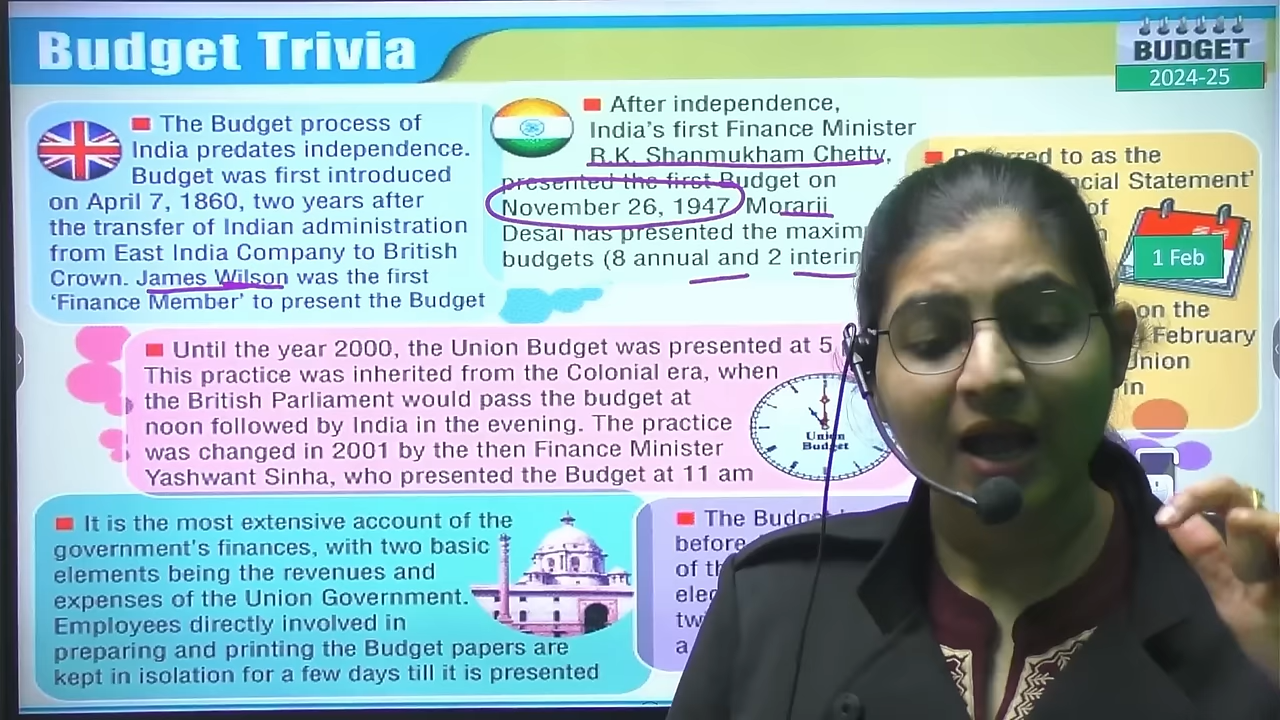 Budget Trivia
BUDGET
2024-25
The Budget process of
India predates independence.
Budget was first introduced
on April 7, 1860, two years after
the transfer of Indian administration
from East India Company to British
Crown. James Wilson was the first
‘Finance Member’ to present the Budget
After independence,
India's first Finance Minister
R.K. Shanmukham Chetty,
presented the first Budget on
November 26, 1947. Morarji
Desai has presented the
budgets (8 annual and 2
to as the
Statement'
of
1 Feb
on the
February
in
Until the year 2000, the Union Budget was presented at 5
This practice was inherited from the Colonial era, when
the British Parliament would pass the budget at
noon followed by India in the evening. The practice
was changed in 2001 by the then Finance Minister
Yashwant Sinha, who presented the Budget at 11 am
Union
Budget
It is the most extensive account of the
government's finances, with two basic
elements being the revenues and
expenses of the Union Government.
Employees directly involved in
preparing and printing the Budget papers are
kept in isolation for a few days till it is presented
The
before
of
a